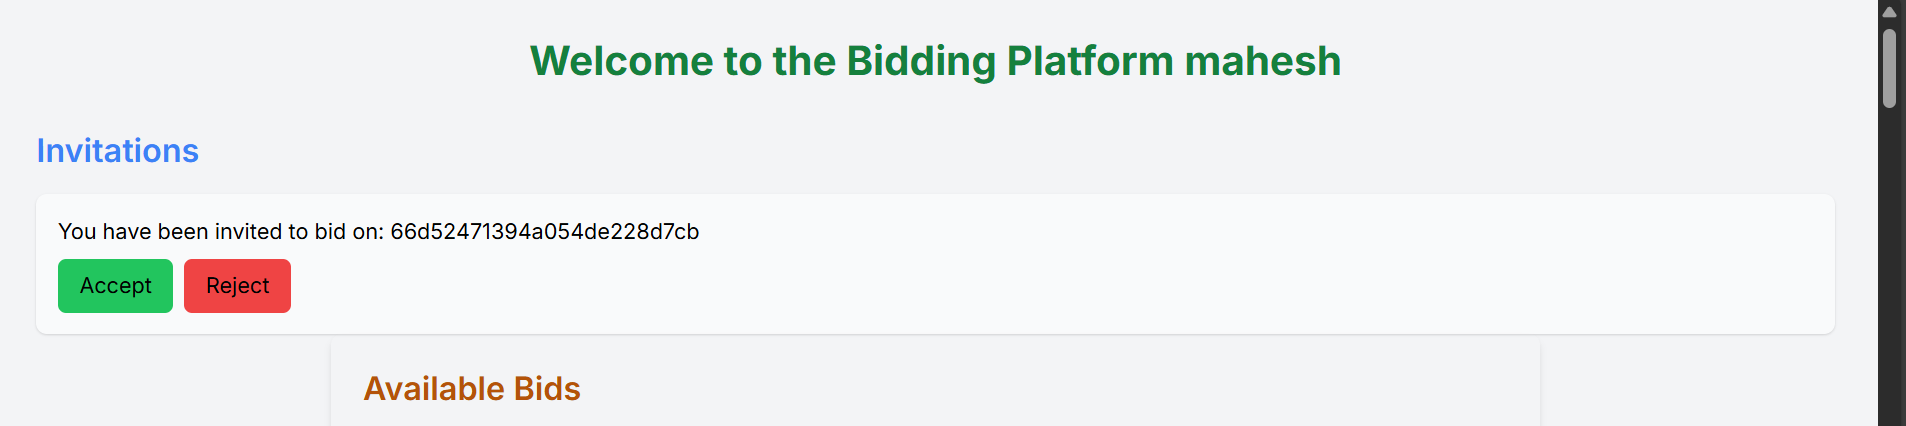 Welcome to the Bidding Platform mahesh
Invitations
You have been invited to bid on: 66d52471394a054de228d7cb
Accept Reject
Available Bids